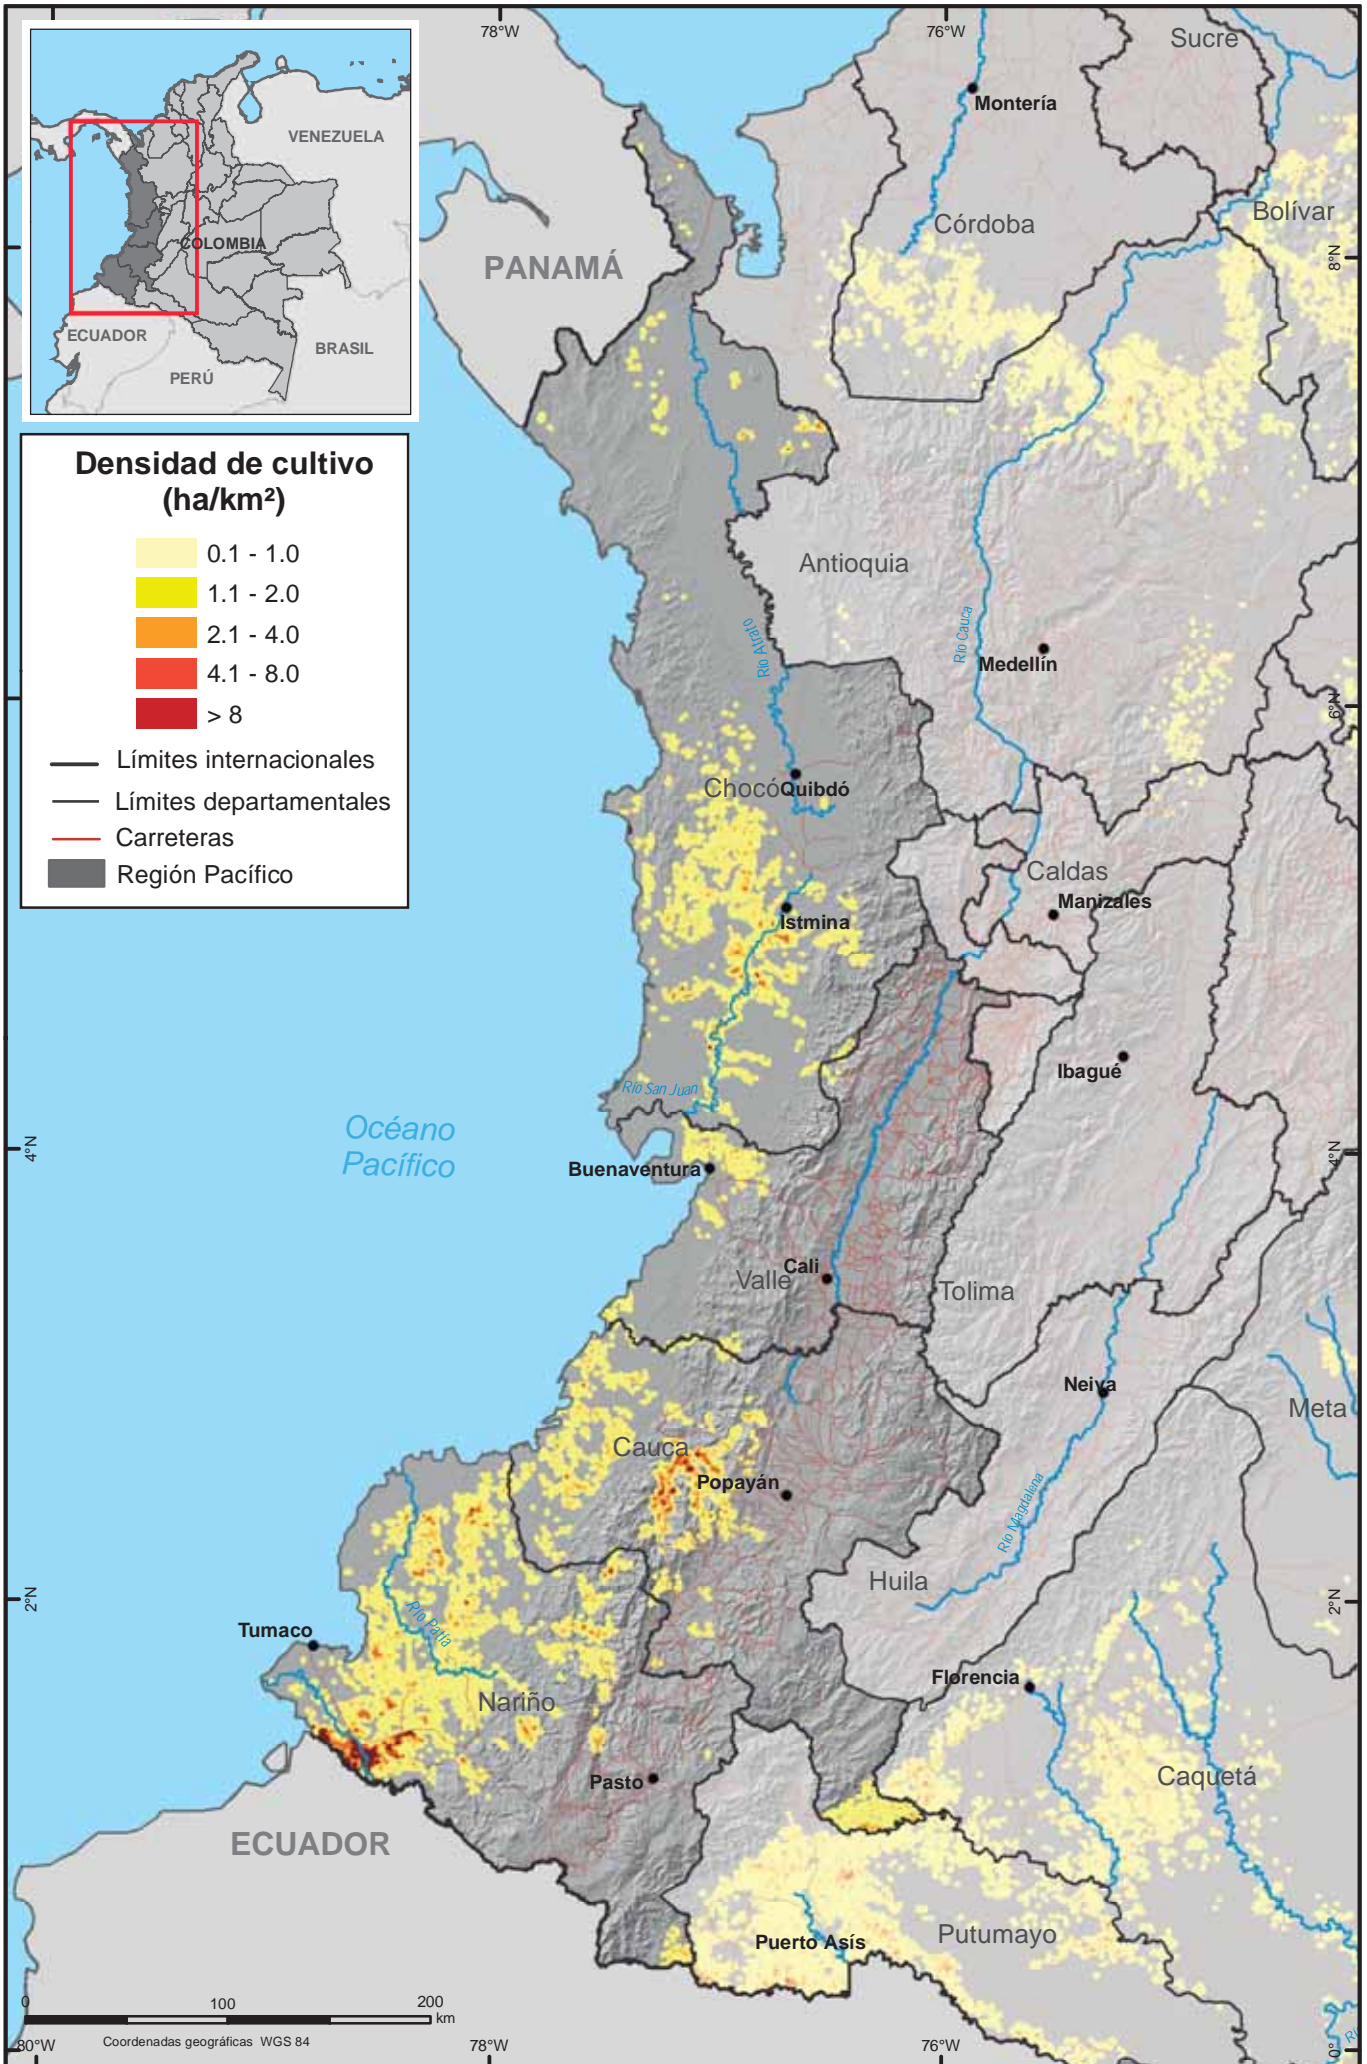 78°W
76°W
Sucre
Montería
VENEZUELA
Bolívar
Córdoba
COLOMBIA
8°N
PANAMÁ
ECUADOR
BRASIL
PERÚ
Densidad de cultivo
(ha/km²)
0.1 - 1.0
1.1 - 2.0
2.1 - 4.0
4.1 - 8.0
> 8
Límites internacionales
Límites departamentales
Carreteras
Región Pacífico
Antioquia
Río Atrato
Río Cauca
Medellín
6°N
Chocó
Quibdó
Caldas
Manizales
Istmina
Ibagué
Río San Juan
Océano
Pacífico
4°N
4°N
Buenaventura
Cali
Valle
Tolima
Neiva
Meta
Cauca
Popayán
Río Magdalena
Huila
2°N
2°N
Río Patía
Tumaco
Florencia
Nariño
Caquetá
Pasto
ECUADOR
Putumayo
Puerto Asís
0
100
200
km
Coordenadas geográficas WGS 84
80°W
78°W
76°W
0°